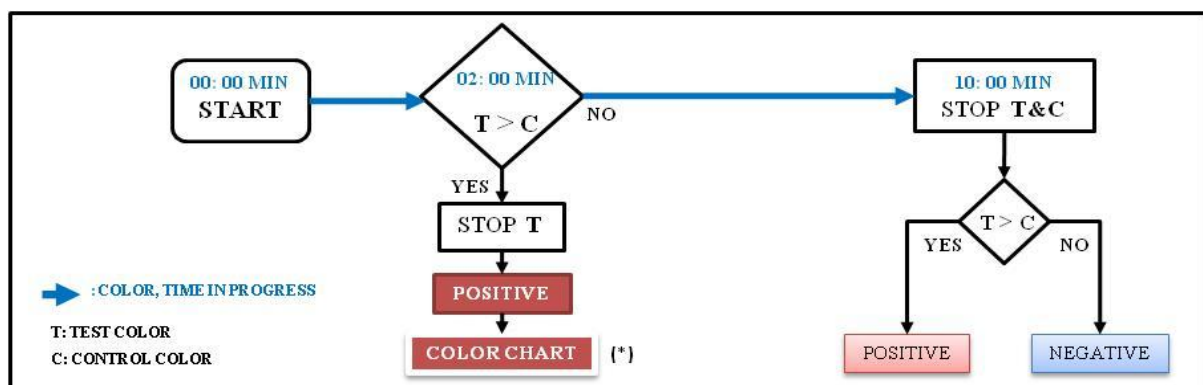 00: 00 MIN
START
02: 00 MIN
T > C
NO
10: 00 MIN
STOP T&C
YES
STOP T
T > C
YES
NO
POSITIVE
COLOR CHART (*)
POSITIVE
NEGATIVE
: COLOR, TIME IN PROGRESS
T: TEST COLOR
C: CONTROL COLOR